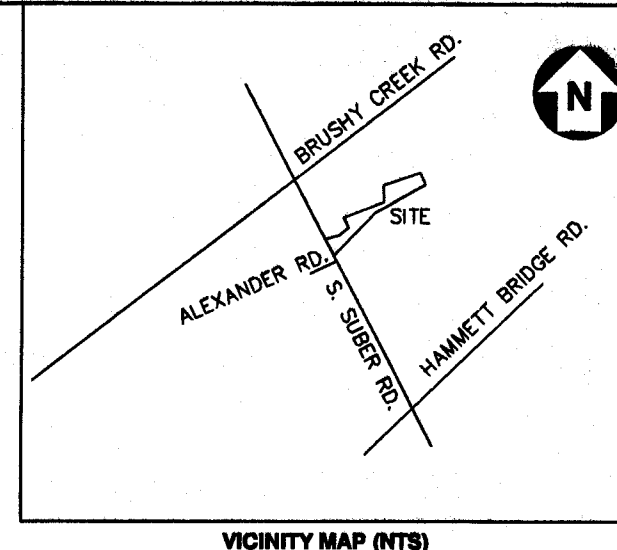 BRUSHY CREEK RD.
N
SITE
ALEXANDER RD.
S. SUBER RD.
HAMMETT BRIDGE RD.
VICINITY MAP (NTS)